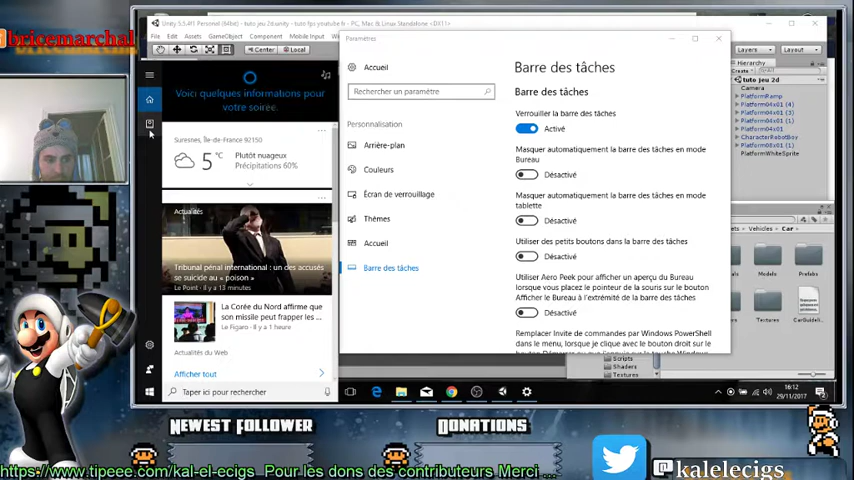 bricemarchal
Unity 5.5.4f1 Personal (64bit) - tuto jeu 2d.unity - tuto fps youtube fr - PC, Mac & Linux Standalone <DX11>
File Edit Assets GameObject Component Mobile Input Window
Center
Local
Layers
Layout
Hierarchy
Create
tuto jeu 2d
Camera
PlatformRamp
Platform04x01 (4)
Platform04x01 (2)
Platform04x01 (3)
Platform04x01 (1)
Platform04x01
CharacterRobotBoy
PlatformWhiteSprite
Voici quelques informations pour
votre soirée.
Suresnes, Île-de-France 92150
5°C
Plutôt nuageux
Précipitations 60%
Actualités
Tribunal pénal international : un des accusés
se suicide au « poison »
Le Point • il y a 13 minutes
La Corée du Nord affirme que
son missile peut frapper les ...
Le Figaro • Il y a 1 heure
Actualités du Web
Afficher tout
Taper ici pour rechercher
Paramètres
Accueil
Rechercher un paramètre
Personnalisation
Arrière-plan
Couleurs
Écran de verrouillage
Thèmes
Accueil
Barre des tâches
Barre des tâches
Barre des tâches
Verrouiller la barre des tâches
Activé
Masquer automatiquement la barre des tâches en mode
Bureau
Désactivé
Masquer automatiquement la barre des tâches en mode
tablette
Désactivé
Utiliser des petits boutons dans la barre des tâches
Désactivé
Utiliser Aero Peek pour afficher un aperçu du Bureau
lorsque vous placez le pointeur de la souris sur le bouton
Afficher le Bureau à l'extrémité de la barre des tâches
Désactivé
Remplacer Invite de commandes par Windows PowerShell
dans le menu, lorsque je clique avec le bouton droit sur le
Assets Vehicles Car
Models
Prefabs
Textures
CarGuideli...
Scripts
Shaders
Textures
16:12
29/11/2017
NEWEST FOLLOWER
DONATIONS
https://www.tipeee.com/kal-el-ecigs Pour les dons des contributeurs Merci ...
@kalelecigs